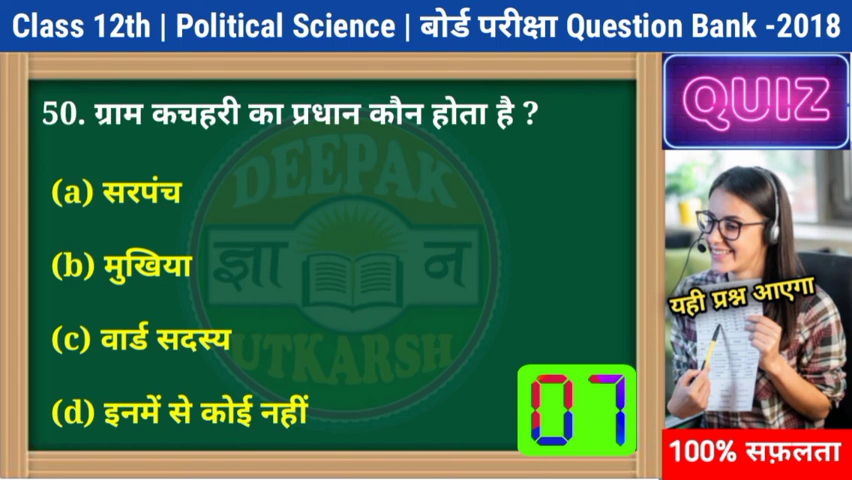 Class 12th | Political Science | बोर्ड परीक्षा Question Bank -2018
QUIZ
50. ग्राम कचहरी का प्रधान कौन होता है ?
(a) सरपंच
(b) मुखिया
(c) वार्ड सदस्य
(d) इनमें से कोई नहीं
DEEPAK
ज्ञान
UTKARSH
07
यही प्रश्न आएगा
100% सफ़लता